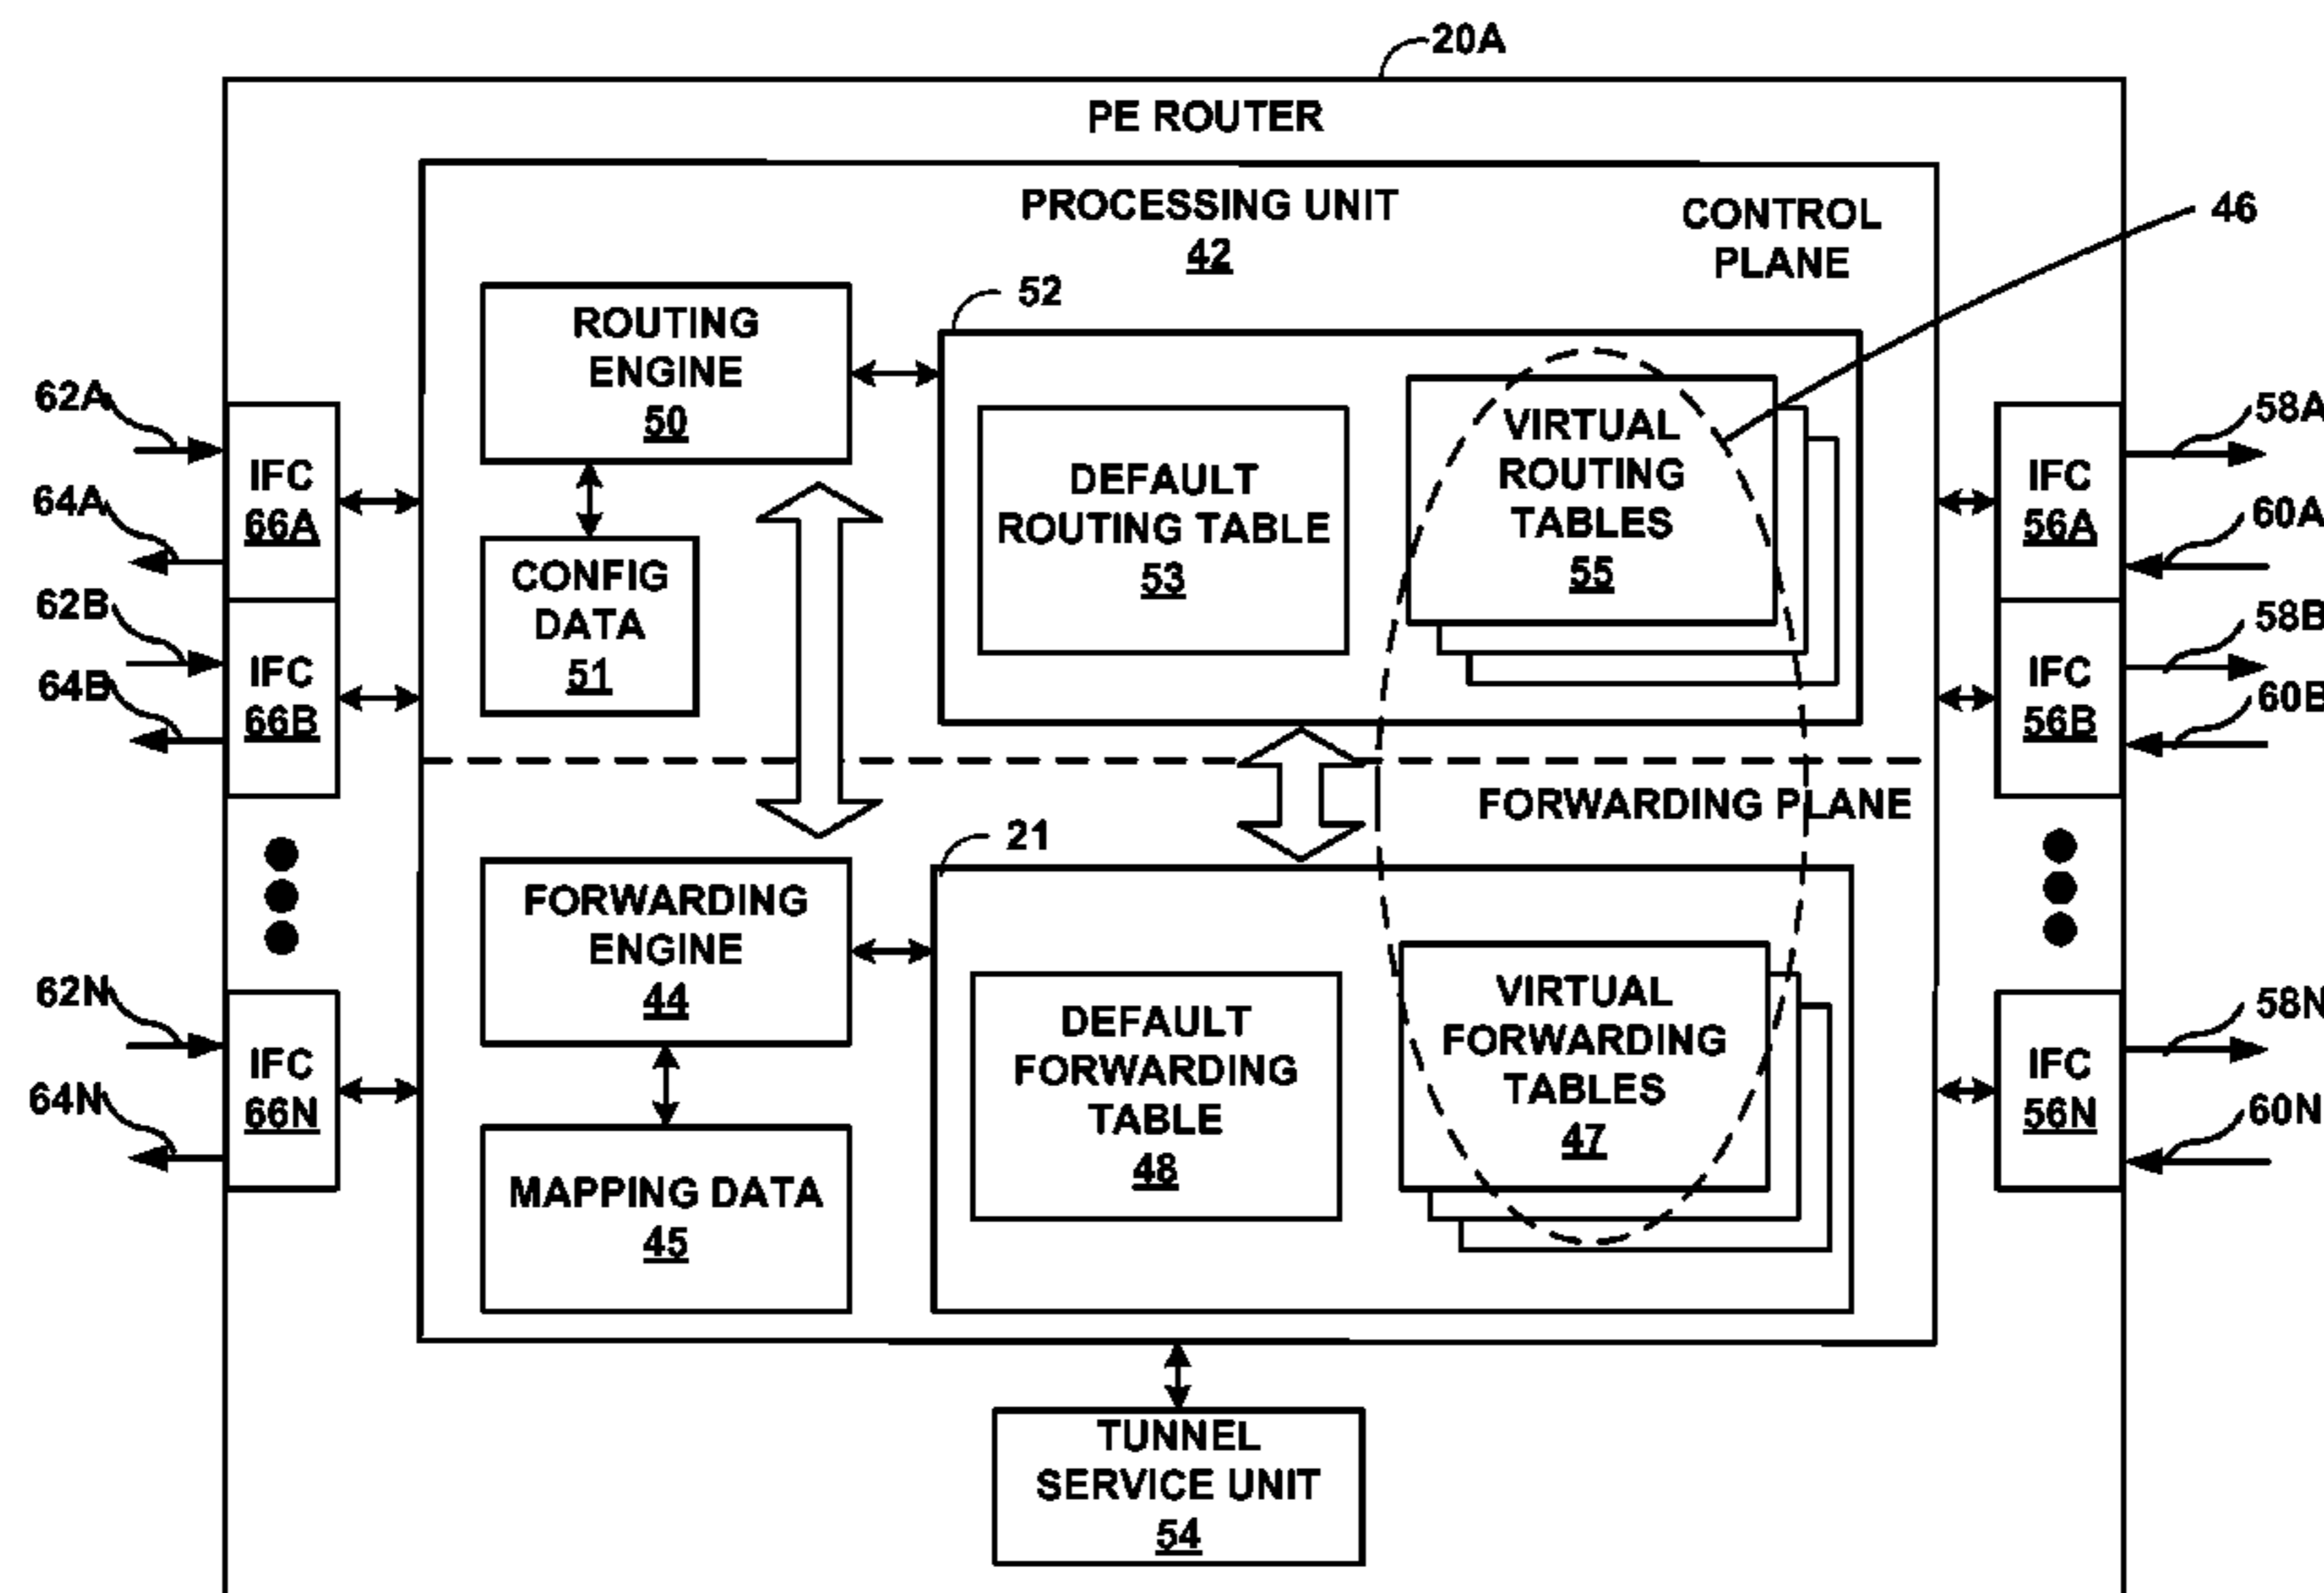 20A
PE ROUTER
PROCESSING UNIT
42
CONTROL
PLANE
46
52
ROUTING
ENGINE
50
CONFIG
DATA
51
DEFAULT
ROUTING TABLE
53
VIRTUAL
ROUTING
TABLES
55
62A
64A
IFC
66A
62B
64B
IFC
66B
62N
64N
IFC
66N
58A
60A
IFC
56A
58B
60B
IFC
56B
58N
60N
IFC
56N
FORWARDING PLANE
21
FORWARDING
ENGINE
44
MAPPING DATA
45
DEFAULT
FORWARDING
TABLE
48
VIRTUAL
FORWARDING
TABLES
47
TUNNEL
SERVICE UNIT
54